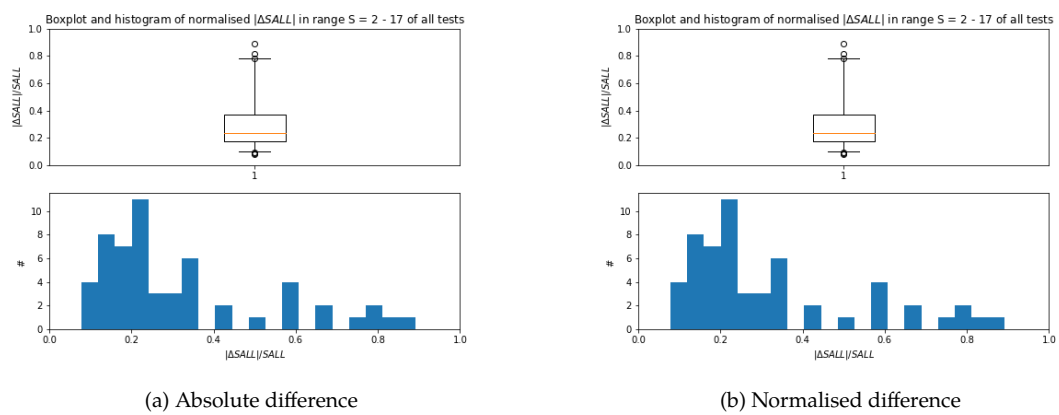 Boxplot and histogram of normalised |ΔSALL| in range S = 2 - 17 of all tests
1.0
0.8
0.6
0.4
0.2
0.0
|ΔSALL|/SALL
1
10
8
6
4
2
0
#
0.0 0.2 0.4 0.6 0.8 1.0
|ΔSALL|/SALL
(a) Absolute difference
Boxplot and histogram of normalised |ΔSALL| in range S = 2 - 17 of all tests
1.0
0.8
0.6
0.4
0.2
0.0
|ΔSALL|/SALL
1
10
8
6
4
2
0
#
0.0 0.2 0.4 0.6 0.8 1.0
|ΔSALL|/SALL
(b) Normalised difference